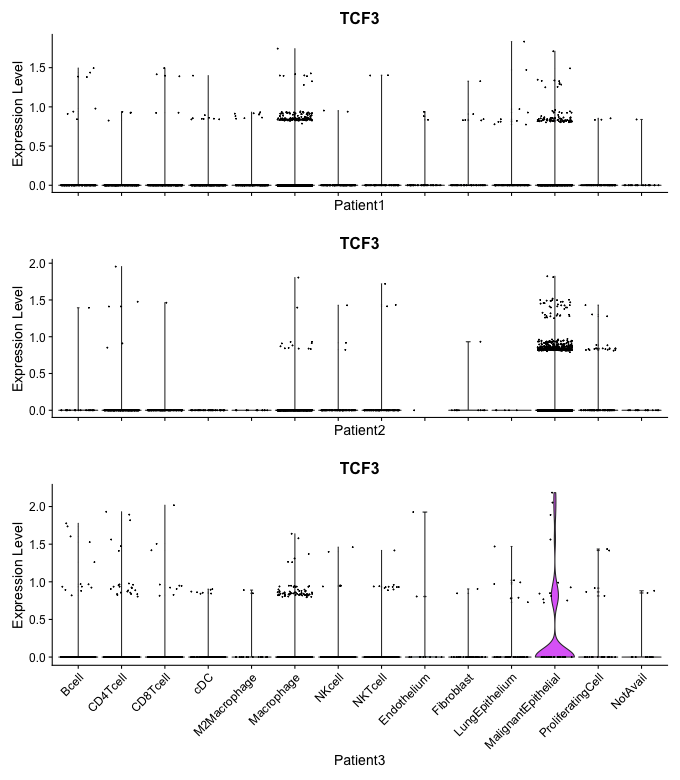 TCF3
Expression Level
1.5
1.0
0.5
0.0
Patient1
TCF3
Expression Level
2.0
1.5
1.0
0.5
0.0
Patient2
TCF3
Expression Level
2.0
1.5
1.0
0.5
0.0
Bcell
CD4Tcell
CD8Tcell
cDC
M2Macrophage
Macrophage
NKcell
NKTcell
Endothelium
Fibroblast
LungEpithelium
MalignantEpithelial
ProliferatingCell
NotAvail
Patient3